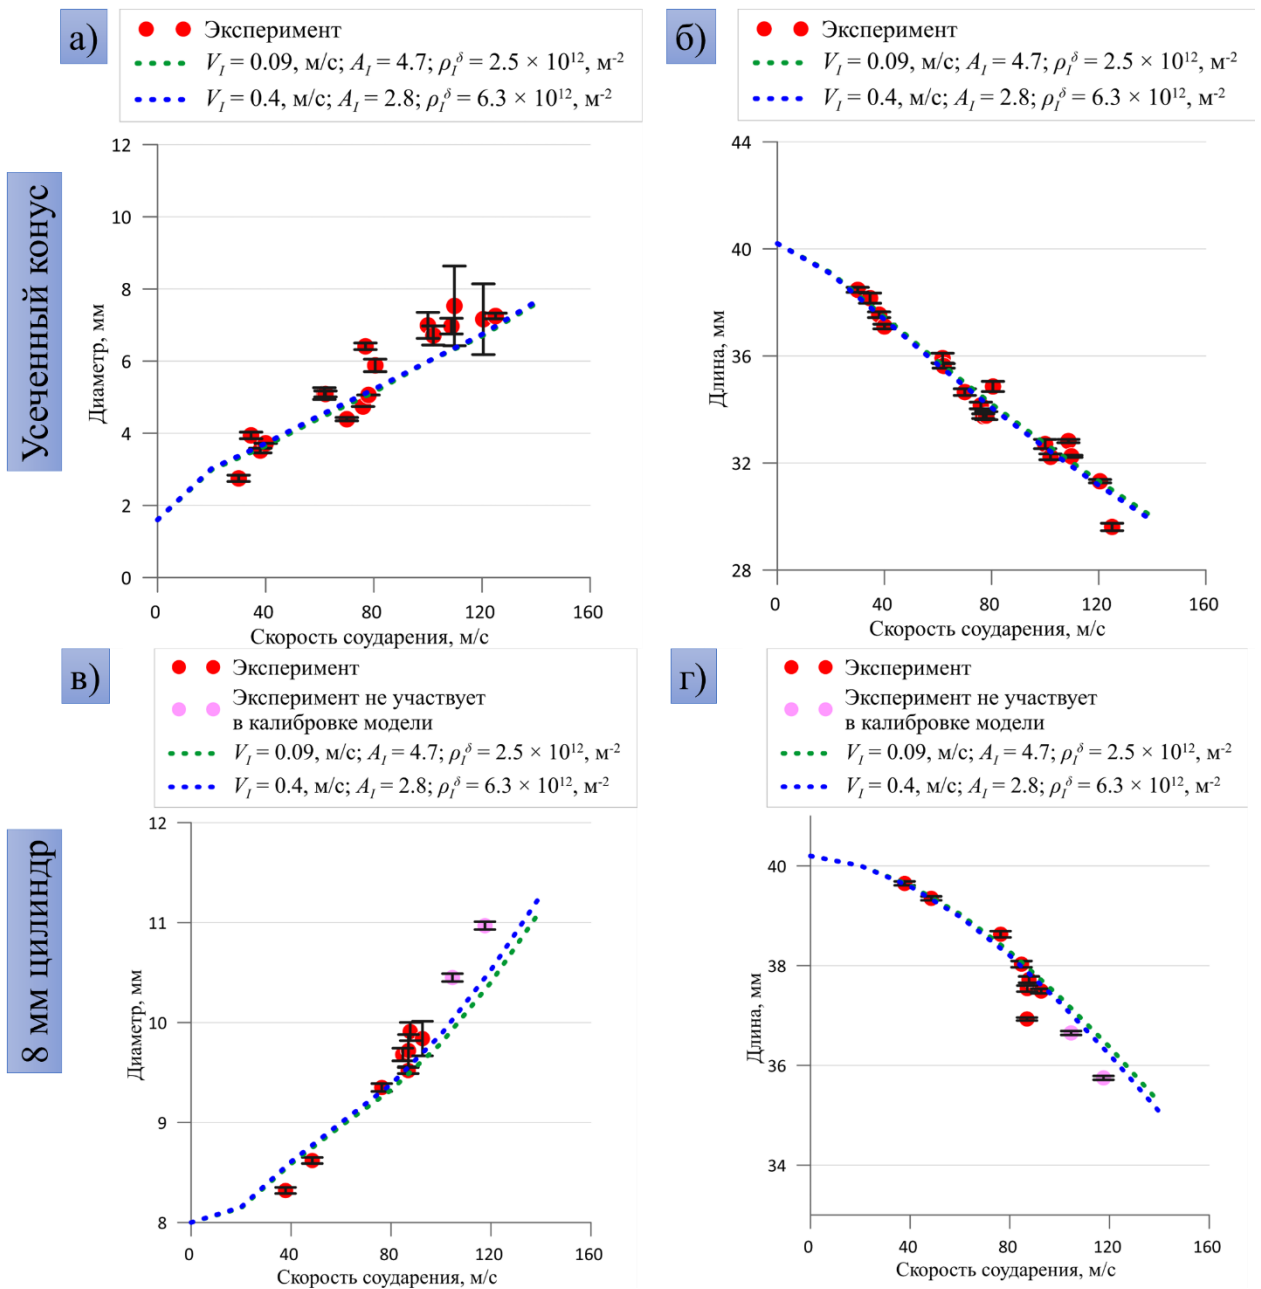 а)
Эксперимент
V_I = 0.09, м/с; A_I = 4.7; ρ_I^δ = 2.5 × 10^12, м^-2
V_I = 0.4, м/с; A_I = 2.8; ρ_I^δ = 6.3 × 10^12, м^-2
Усеченный конус
Диаметр, мм
12
10
8
6
4
2
0
0 40 80 120 160
Скорость соударения, м/с
б)
Эксперимент
V_I = 0.09, м/с; A_I = 4.7; ρ_I^δ = 2.5 × 10^12, м^-2
V_I = 0.4, м/с; A_I = 2.8; ρ_I^δ = 6.3 × 10^12, м^-2
Длина, мм
44
40
36
32
28
0 40 80 120 160
Скорость соударения, м/с
в)
Эксперимент
Эксперимент не участвует
в калибровке модели
V_I = 0.09, м/с; A_I = 4.7; ρ_I^δ = 2.5 × 10^12, м^-2
V_I = 0.4, м/с; A_I = 2.8; ρ_I^δ = 6.3 × 10^12, м^-2
8 мм цилиндр
Диаметр, мм
12
11
10
9
8
0 40 80 120 160
Скорость соударения, м/с
г)
Эксперимент
Эксперимент не участвует
в калибровке модели
V_I = 0.09, м/с; A_I = 4.7; ρ_I^δ = 2.5 × 10^12, м^-2
V_I = 0.4, м/с; A_I = 2.8; ρ_I^δ = 6.3 × 10^12, м^-2
Длина, мм
40
38
36
34
0 40 80 120 160
Скорость соударения, м/с